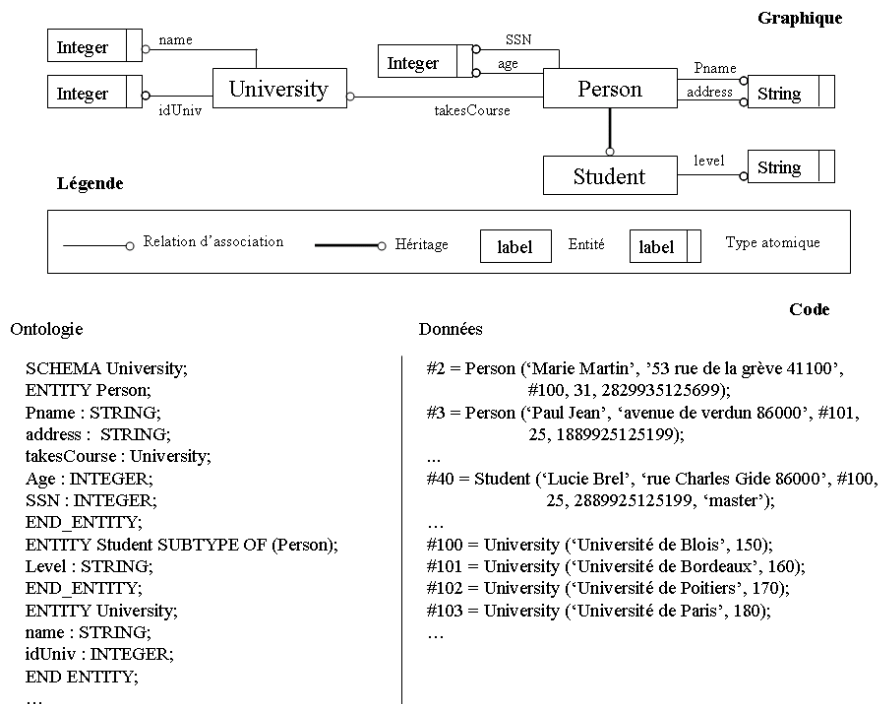 Graphique
Integer
name
Integer
idUniv
University
takesCourse
Integer
SSN
age
Person
Pname
address
String
Student
level
String
Légende
Relation d'association
Héritage
label
Entité
label
Type atomique
Code
Ontologie
SCHEMA University;
ENTITY Person;
Pname : STRING;
address : STRING;
takesCourse : University;
Age : INTEGER;
SSN : INTEGER;
END_ENTITY;
ENTITY Student SUBTYPE OF (Person);
Level : STRING;
END_ENTITY;
ENTITY University;
name : STRING;
idUniv : INTEGER;
END ENTITY;
...
Données
#2 = Person (‘Marie Martin’, ’53 rue de la grève 41100’,
#100, 31, 2829935125699);
#3 = Person (‘Paul Jean’, ‘avenue de verdun 86000’, #101,
25, 1889925125199);
...
#40 = Student (‘Lucie Brel’, ‘rue Charles Gide 86000’, #100,
25, 2889925125199, ‘master’);
...
#100 = University (‘Université de Blois’, 150);
#101 = University (‘Université de Bordeaux’, 160);
#102 = University (‘Université de Poitiers’, 170);
#103 = University (‘Université de Paris’, 180);
...